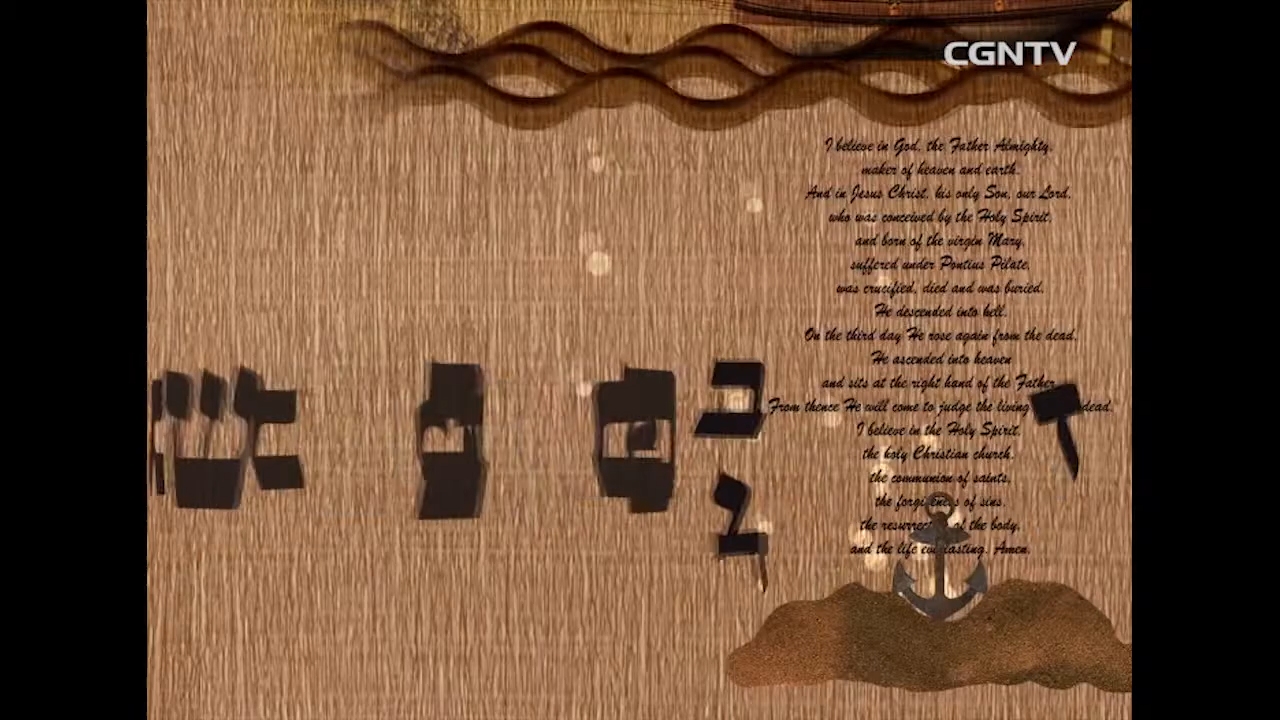 CGNTV
I believe in God, the Father Almighty,
maker of heaven and earth.
And in Jesus Christ, his only Son, our Lord,
who was conceived by the Holy Spirit,
and born of the virgin Mary,
suffered under Pontius Pilate,
was crucified, died and was buried.
He descended into hell.
On the third day He rose again from the dead,
He ascended into heaven
and sits at the right hand of the Father
From thence He will come to judge the living dead.
I believe in the Holy Spirit,
the holy Christian church,
the communion of saints,
the forgiveness of sins,
the resurrection of the body,
and the life everlasting. Amen.